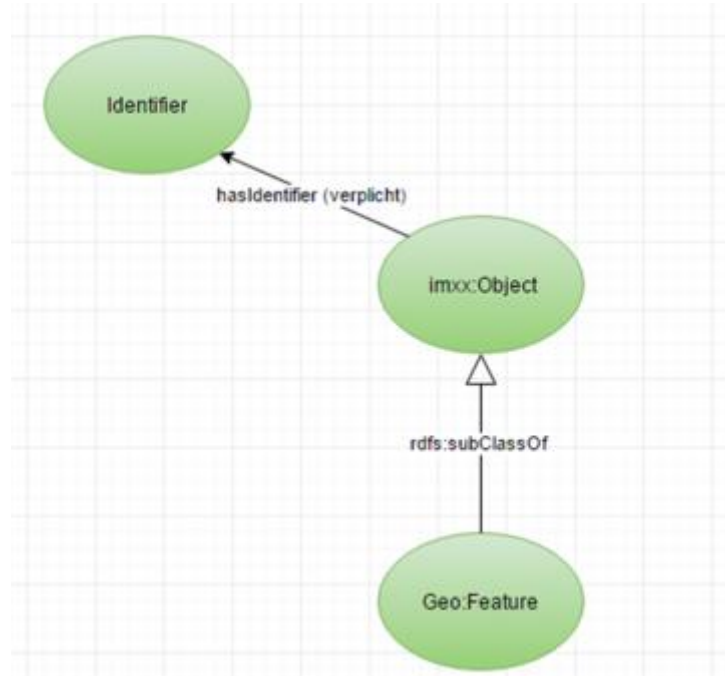 Identifier
hasIdentifier (verplicht)
imxx:Object
rdfs:subClassOf
Geo:Feature